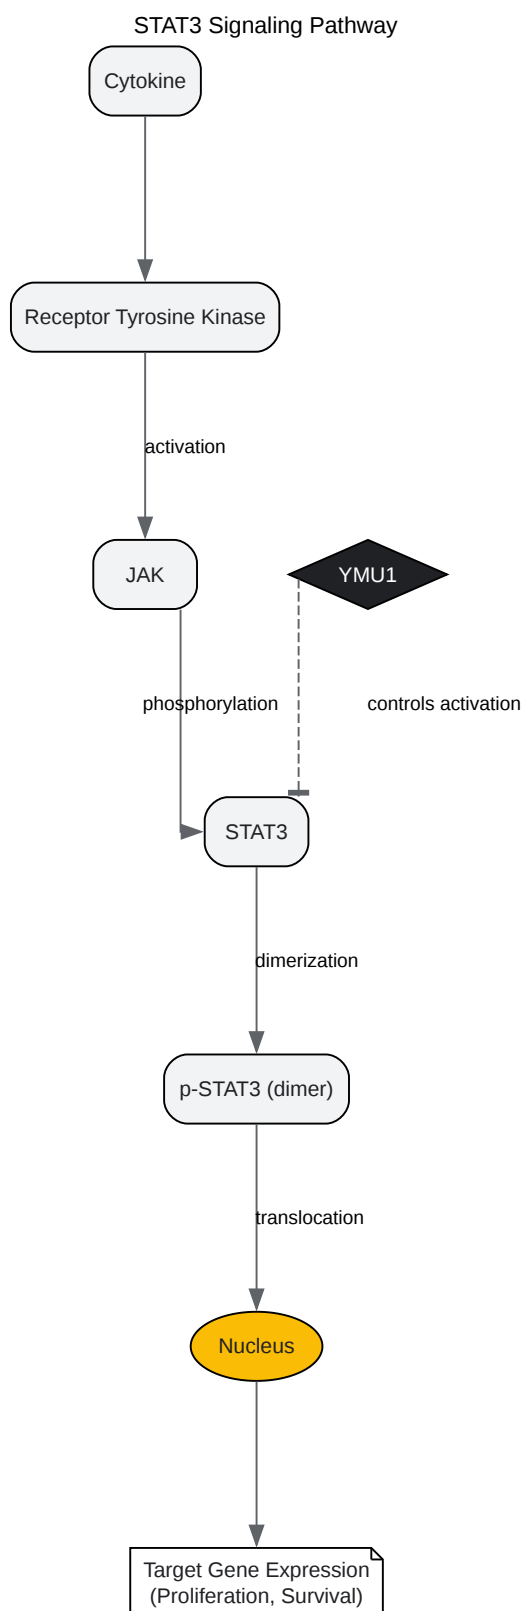 STAT3 Signaling Pathway
Cytokine
Receptor Tyrosine Kinase
activation
JAK
YMU1
phosphorylation
controls activation
STAT3
dimerization
p-STAT3 (dimer)
translocation
Nucleus
Target Gene Expression
(Proliferation, Survival)